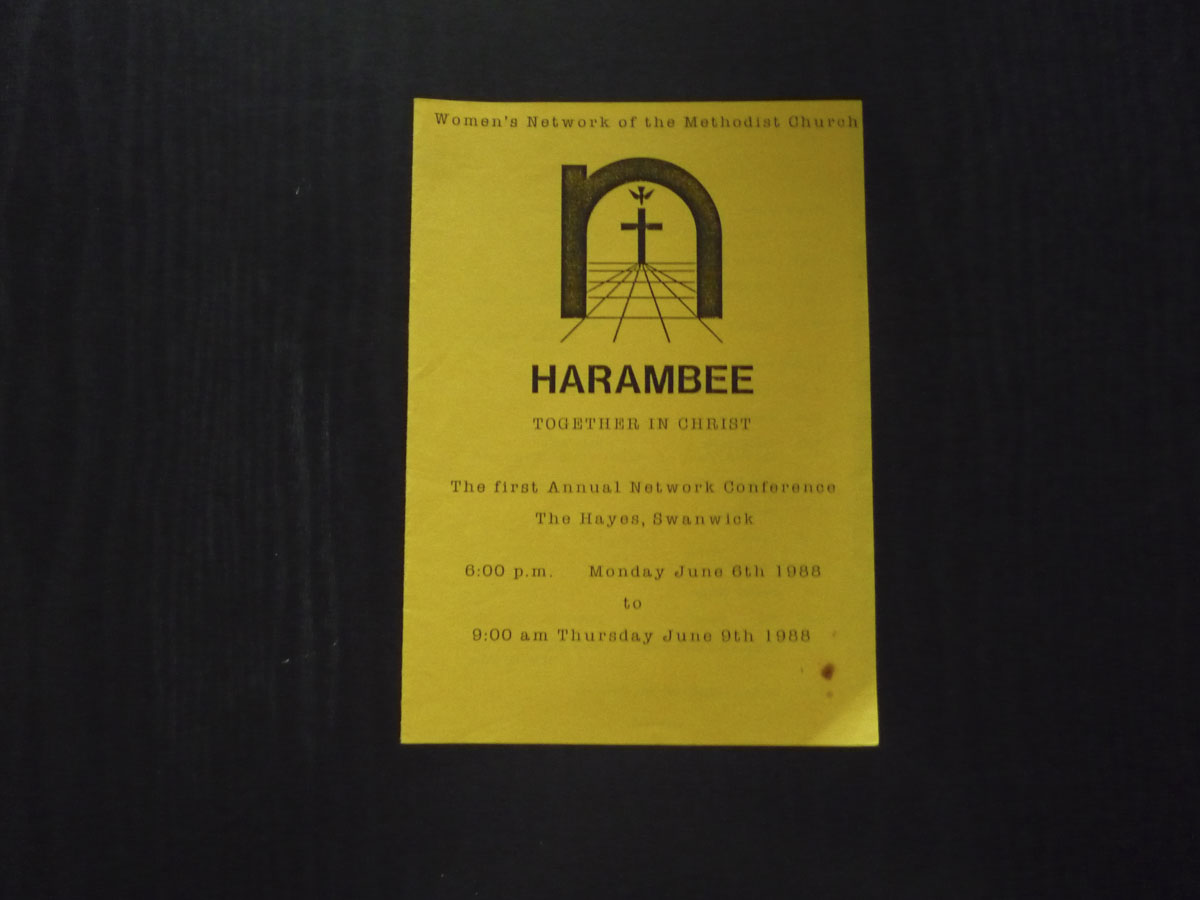 Women's Network of the Methodist Church
n
HARAMBEE
TOGETHER IN CHRIST
The first Annual Network Conference
The Hayes, Swanwick
6:00 p.m. Monday June 6th 1988
to
9:00 am Thursday June 9th 1988